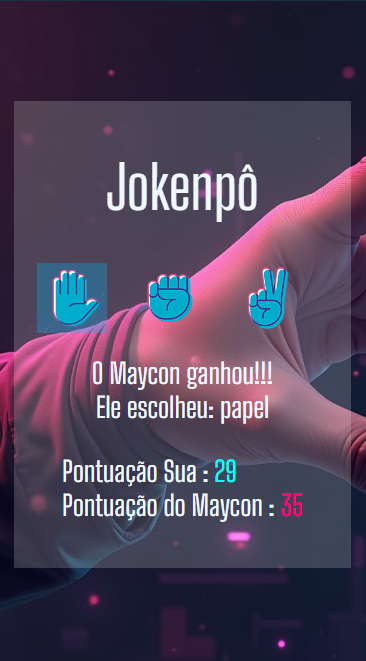 Jokenpô
O Maycon ganhou!!!
Ele escolheu: papel
Pontuação Sua : 29
Pontuação do Maycon : 35